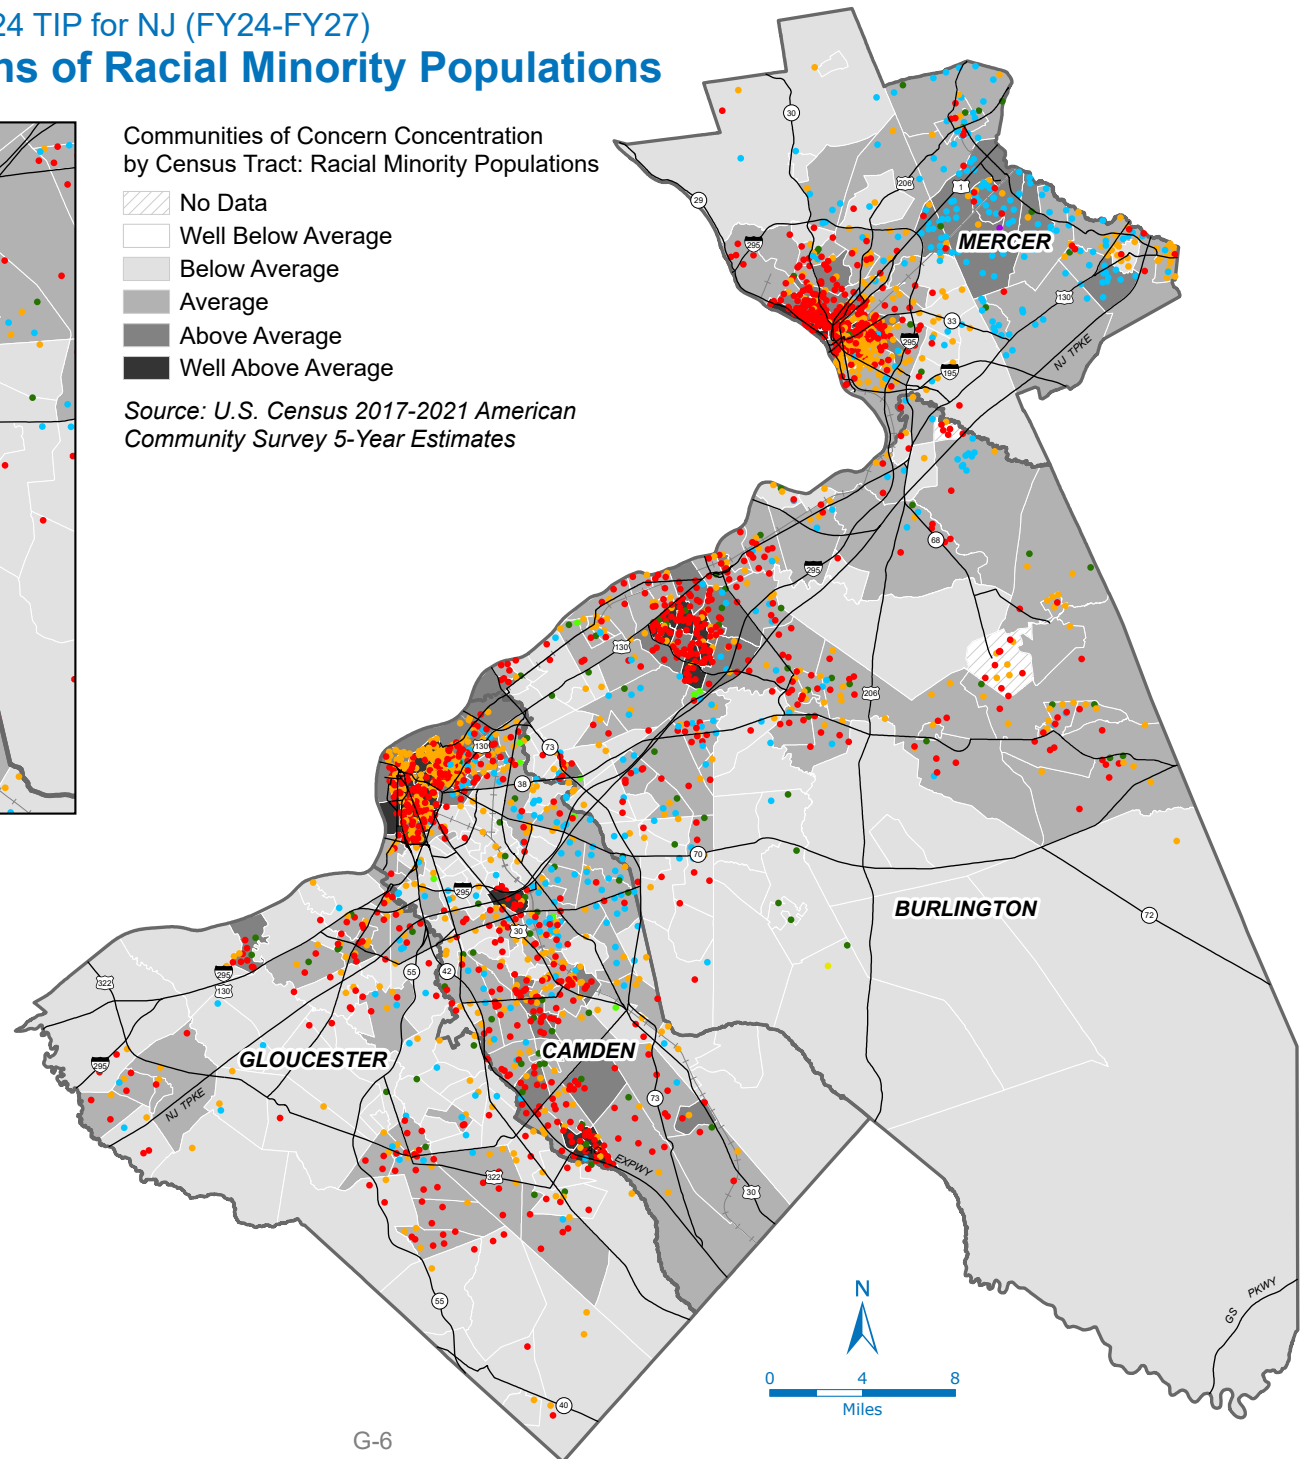 24 TIP for NJ (FY24-FY27)
ns of Racial Minority Populations
Communities of Concern Concentration
by Census Tract: Racial Minority Populations
No Data
Well Below Average
Below Average
Average
Above Average
Well Above Average
Source: U.S. Census 2017-2021 American
Community Survey 5-Year Estimates
30
206
1
29
295
MERCER
130
33
295
NJ TPKE
195
68
295
130
206
130
73
38
70
295
BURLINGTON
72
30
55
42
295
130
322
GLOUCESTER
CAMDEN
295
NJ TPKE
73
EXPWY
322
30
55
GS PKWY
40
N
0 4 8
Miles
G-6